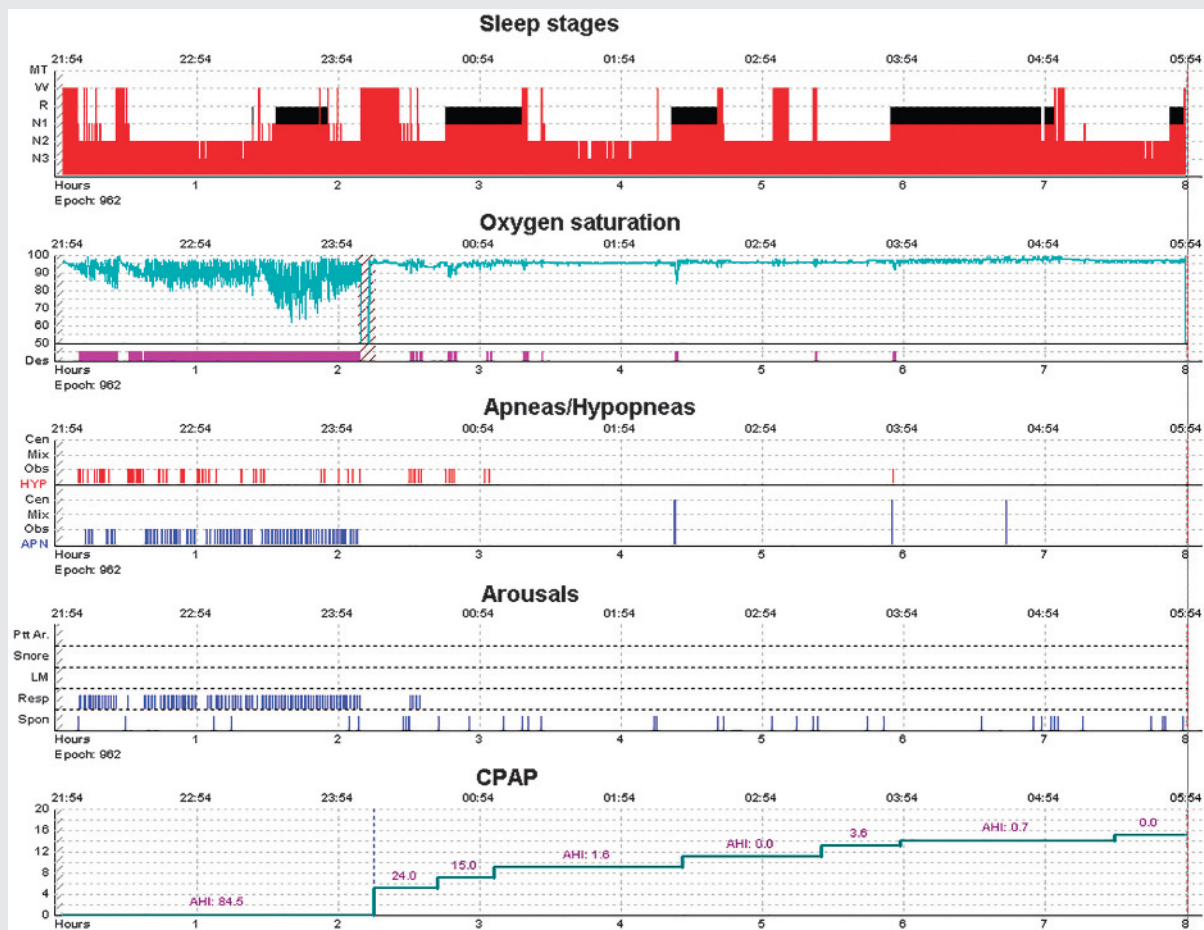 Sleep stages
21:54 22:54 23:54 00:54 01:54 02:54 03:54 04:54 05:54
MT
W
R
N1
N2
N3
Hours 1 2 3 4 5 6 7 8
Epoch: 962
Oxygen saturation
21:54 22:54 23:54 00:54 01:54 02:54 03:54 04:54 05:54
100
90
80
70
60
50
Des
Hours 1 2 3 4 5 6 7 8
Epoch: 962
Apneas/Hypopneas
21:54 22:54 23:54 00:54 01:54 02:54 03:54 04:54 05:54
Cen
Mix
Obs
HYP
Cen
Mix
Obs
APN
Hours 1 2 3 4 5 6 7 8
Epoch: 962
Arousals
21:54 22:54 23:54 00:54 01:54 02:54 03:54 04:54 05:54
Ptt Ar.
Snore
LM
Resp
Spon
Hours 1 2 3 4 5 6 7 8
Epoch: 962
CPAP
21:54 22:54 23:54 00:54 01:54 02:54 03:54 04:54 05:54
20
16
12
8
4
0
AHI: 84.5 24.0 15.0 AHI: 1.6 AHI: 0.0 3.6 AHI: 0.7 0.0
Hours 1 2 3 4 5 6 7 8